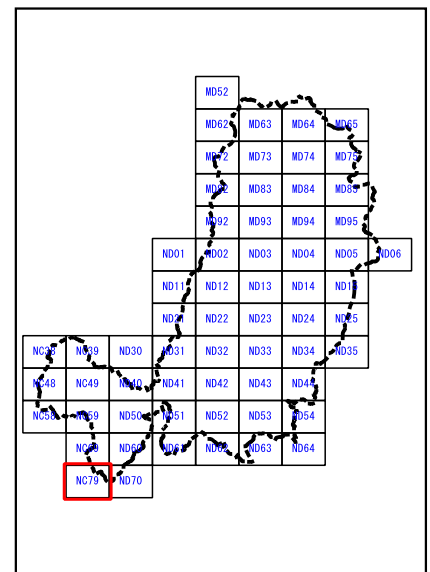 MD52
MD62 MD63 MD64 MD65
MD72 MD73 MD74 MD75
MD82 MD83 MD84 MD85
MD92 MD93 MD94 MD95
ND01 ND02 ND03 ND04 ND05 ND06
ND11 ND12 ND13 ND14 ND15
ND21 ND22 ND23 ND24 ND25
NC38 NC39 ND30 ND31 ND32 ND33 ND34 ND35
NC48 NC49 ND40 ND41 ND42 ND43 ND44
NC58 NC59 ND50 ND51 ND52 ND53 ND54
NC69 ND60 ND61 ND62 ND63 ND64
NC79 ND70